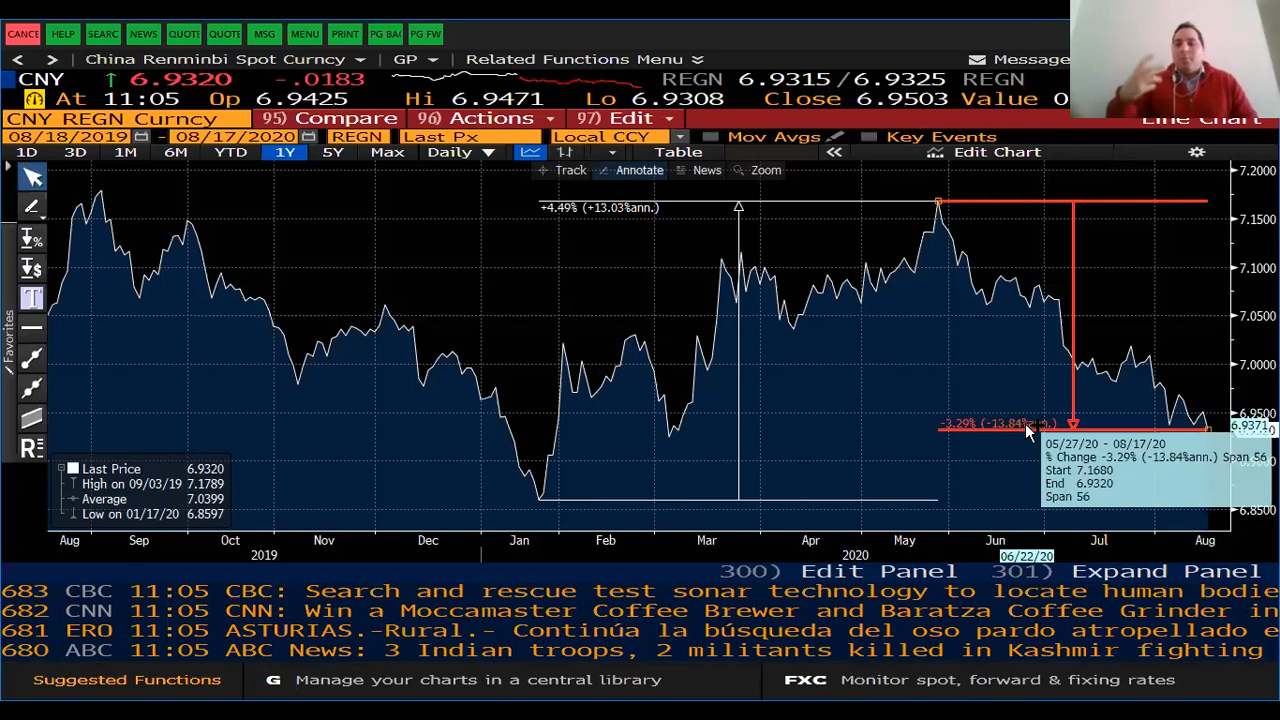 CANCE HELP SEARC NEWS QUOTE QUOTE MSG MENU PRINT PG BAC PG FW
< > China Renminbi Spot Curncy GP Related Functions Menu Message
CNY ↑ 6.9320 -.0183 REGN 6.9315/6.9325 REGN
At 11:05 Op 6.9425 Hi 6.9471 Lo 6.9308 Close 6.9503 Value 0
CNY REGN Curncy 95) Compare 96) Actions 97) Edit Line Chart
08/18/2019 - 08/17/2020 REGN Last Px Local CCY Mov Avgs Key Events
1D 3D 1M 6M YTD 1Y 5Y Max Daily Table Edit Chart
Track Annotate News Zoom
7.2000
+4.49% (+13.03%ann.)
7.1500
7.1000
7.0500
7.0000
6.9500
-3.29% (-13.84%ann.)
6.9371
05/27/20 - 08/17/20
% Change -3.29% (-13.84%ann.) Span 56
Start 7.1680
End 6.9320
Span 56
6.8500
Favorites
Last Price 6.9320
High on 09/03/19 7.1789
Average 7.0399
Low on 01/17/20 6.8597
Aug Sep Oct Nov Dec Jan Feb Mar Apr May Jun Jul Aug
2019 2020 06/22/20
300) Edit Panel 301) Expand Panel
683 CBC 11:05 CBC: Search and rescue test sonar technology to locate human bodie
682 CNN 11:05 CNN: Win a Moccamaster Coffee Brewer and Baratza Coffee Grinder in
681 ERO 11:05 ASTURIAS.-Rural.- Continúa la búsqueda del oso pardo atropellado e
680 ABC 11:05 ABC News: 3 Indian troops, 2 militants killed in Kashmir fighting
Suggested Functions G Manage your charts in a central library FXC Monitor spot, forward & fixing rates